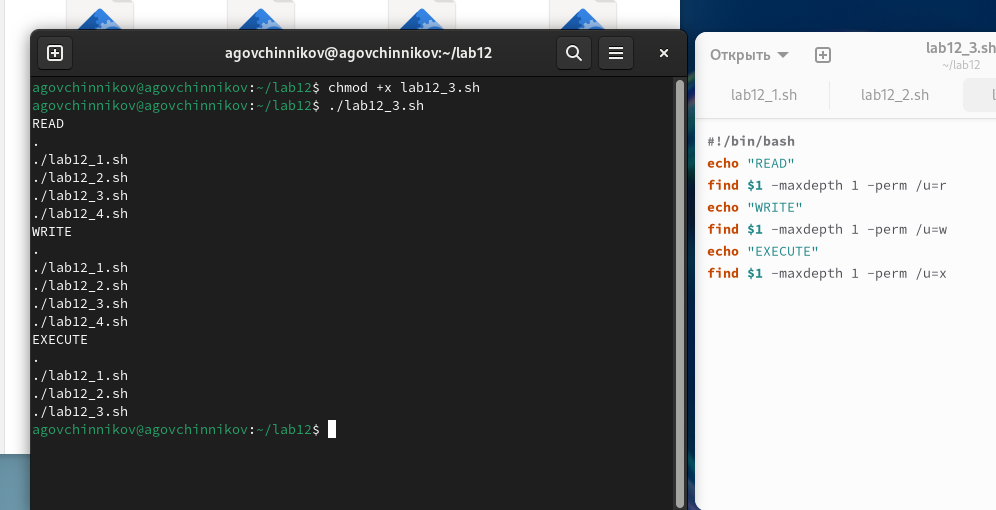 agovchinnikov@agovchinnikov:~/lab12
agovchinnikov@agovchinnikov:~/lab12$ chmod +x lab12_3.sh
agovchinnikov@agovchinnikov:~/lab12$ ./lab12_3.sh
READ
.
./lab12_1.sh
./lab12_2.sh
./lab12_3.sh
./lab12_4.sh
WRITE
.
./lab12_1.sh
./lab12_2.sh
./lab12_3.sh
./lab12_4.sh
EXECUTE
.
./lab12_1.sh
./lab12_2.sh
./lab12_3.sh
agovchinnikov@agovchinnikov:~/lab12$
Открыть
lab12_3.sh
~/lab12
lab12_1.sh lab12_2.sh
#!/bin/bash
echo "READ"
find $1 -maxdepth 1 -perm /u=r
echo "WRITE"
find $1 -maxdepth 1 -perm /u=w
echo "EXECUTE"
find $1 -maxdepth 1 -perm /u=x